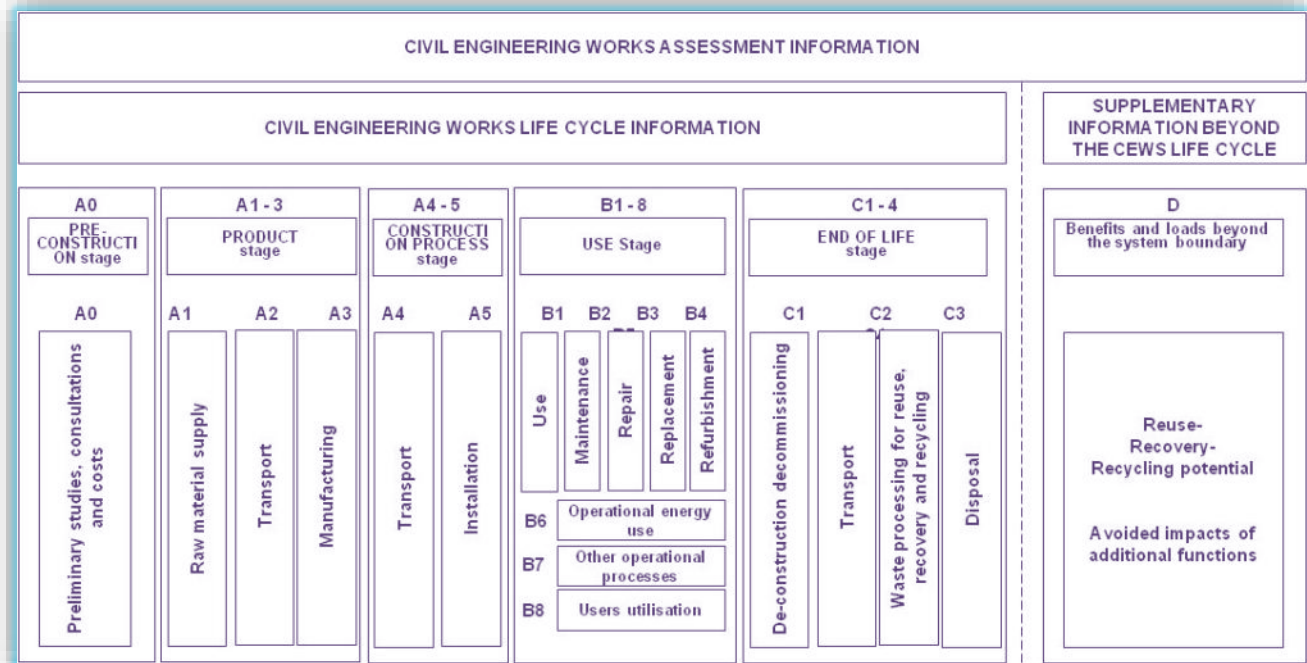 CIVIL ENGINEERING WORKS ASSESSMENT INFORMATION
CIVIL ENGINEERING WORKS LIFE CYCLE INFORMATION
SUPPLEMENTARY
INFORMATION BEYOND
THE CEWS LIFE CYCLE
A0
PRE-
CONSTRUCTI
ON stage
A1 - 3
PRODUCT
stage
A4 - 5
CONSTRUCTI
ON PROCESS
stage
B1 - 8
USE Stage
C1 - 4
END OF LIFE
stage
D
Benefits and loads beyond
the system boundary
A0
Preliminary studies, consultations
and costs
A1 A2 A3
Raw material supply
Transport
Manufacturing
A4 A5
Transport
Installation
B1 B2 B3 B4
Use
Maintenance
Repair
Replacement
Refurbishment
B6
Operational energy
use
B7
Other operational
processes
B8
Users utilisation
C1 C2 C3
De-construction decommissioning
Transport
Waste processing for reuse,
recovery and recycling
Disposal
Reuse-
Recovery-
Recycling potential
Avoided impacts of
additional functions